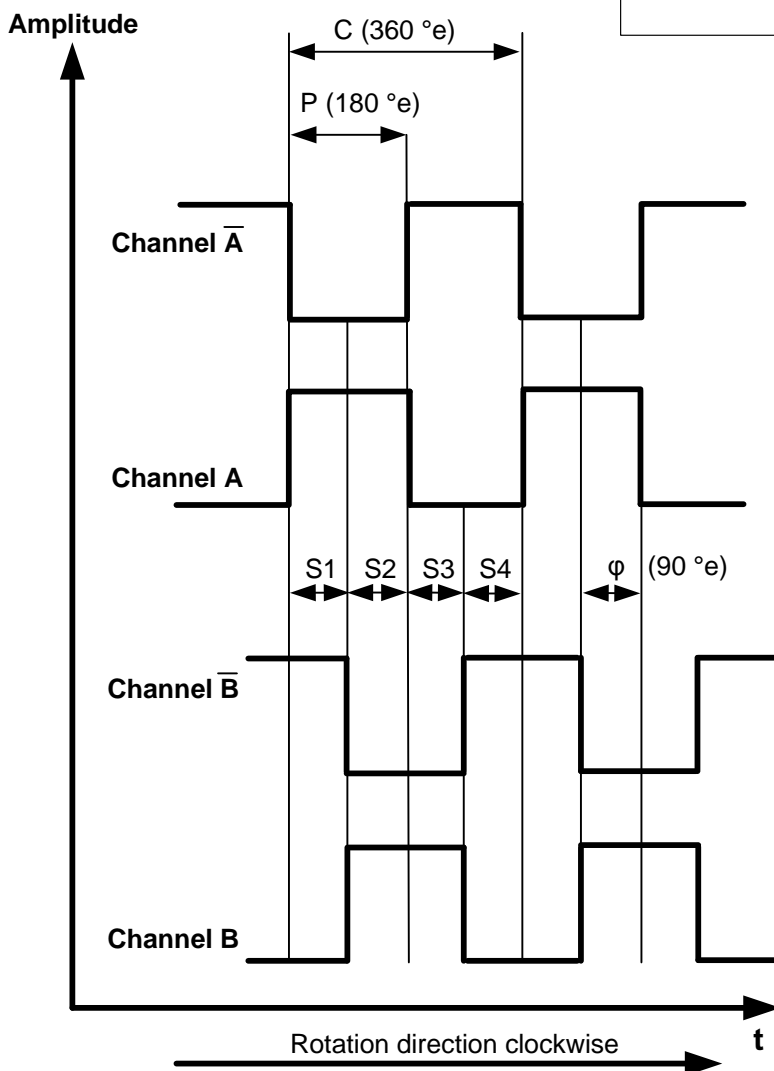 Amplitude
C (360 °e)
P (180 °e)
Channel A̅
Channel A
S1 S2 S3 S4 φ (90 °e)
Channel B̅
Channel B
t
Rotation direction clockwise